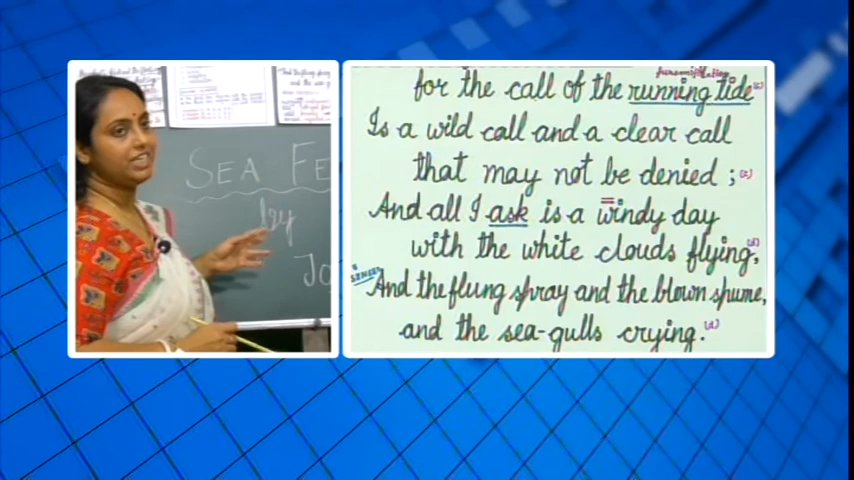 SEA FE
by
Jo
personification
for the call of the running tide (c)
Is a wild call and a clear call
that may not be denied ; (c)
And all I ask is a windy day
with the white clouds flying, (d)
SENSES
And the flung spray and the blown spume,
and the sea-gulls crying. (d)